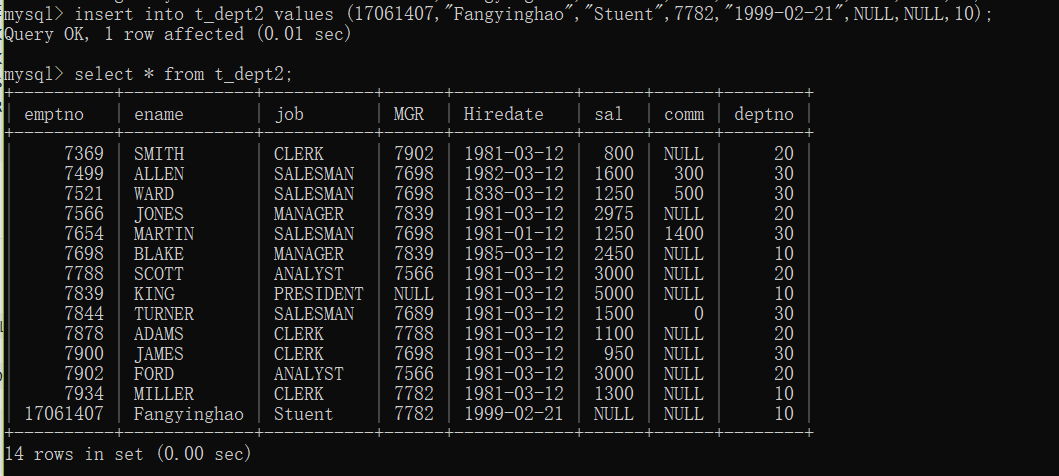 mysql> insert into t_dept2 values (17061407,"Fangyinghao","Stuent",7782,"1999-02-21",NULL,NULL,10);
Query OK, 1 row affected (0.01 sec)
mysql> select * from t_dept2;
+----------+-------------+-----------+------+------------+------+------+--------+
| emptno | ename | job | MGR | Hiredate | sal | comm | deptno |
+----------+-------------+-----------+------+------------+------+------+--------+
| 7369 | SMITH | CLERK | 7902 | 1981-03-12 | 800 | NULL | 20 |
| 7499 | ALLEN | SALESMAN | 7698 | 1982-03-12 | 1600 | 300 | 30 |
| 7521 | WARD | SALESMAN | 7698 | 1838-03-12 | 1250 | 500 | 30 |
| 7566 | JONES | MANAGER | 7839 | 1981-03-12 | 2975 | NULL | 20 |
| 7654 | MARTIN | SALESMAN | 7698 | 1981-01-12 | 1250 | 1400 | 30 |
| 7698 | BLAKE | MANAGER | 7839 | 1985-03-12 | 2450 | NULL | 10 |
| 7788 | SCOTT | ANALYST | 7566 | 1981-03-12 | 3000 | NULL | 20 |
| 7839 | KING | PRESIDENT | NULL | 1981-03-12 | 5000 | NULL | 10 |
| 7844 | TURNER | SALESMAN | 7689 | 1981-03-12 | 1500 | 0 | 30 |
| 7878 | ADAMS | CLERK | 7788 | 1981-03-12 | 1100 | NULL | 20 |
| 7900 | JAMES | CLERK | 7698 | 1981-03-12 | 950 | NULL | 30 |
| 7902 | FORD | ANALYST | 7566 | 1981-03-12 | 3000 | NULL | 20 |
| 7934 | MILLER | CLERK | 7782 | 1981-03-12 | 1300 | NULL | 10 |
| 17061407 | Fangyinghao | Stuent | 7782 | 1999-02-21 | NULL | NULL | 10 |
+----------+-------------+-----------+------+------------+------+------+--------+
14 rows in set (0.00 sec)